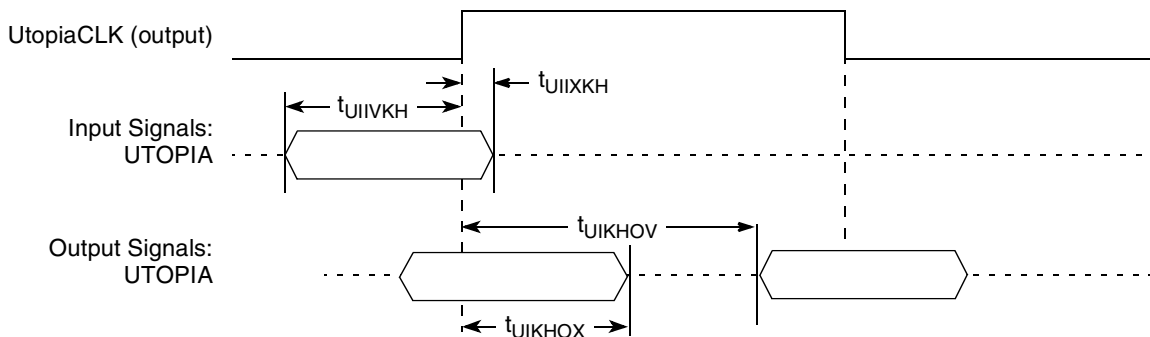 UtopiaCLK (output)
tUIIXKH
tUIIVKH
Input Signals:
UTOPIA
tUIKHOV
Output Signals:
UTOPIA
tUIKHOX